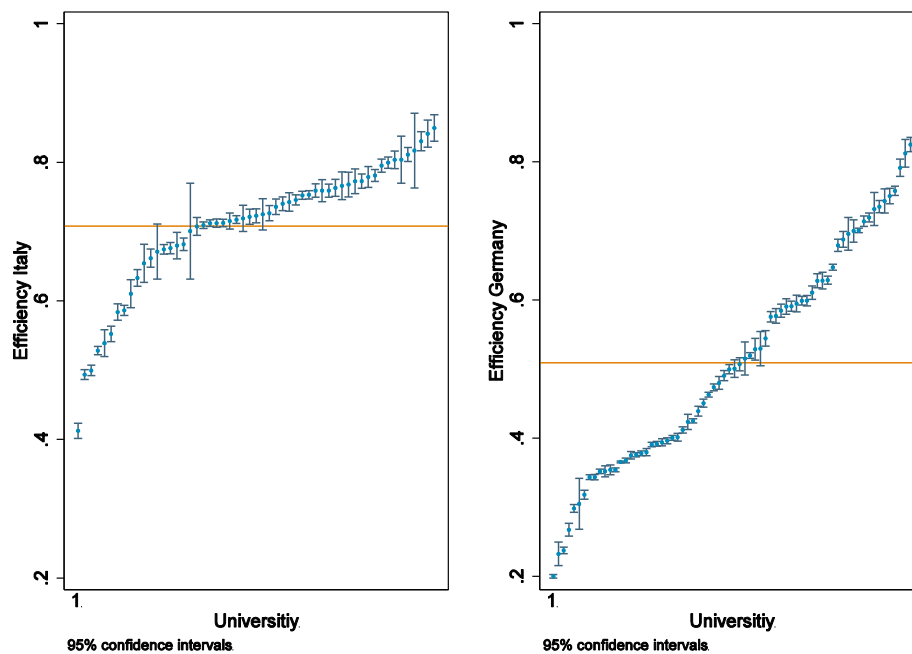 Efficiency Italy
1
.8
.6
.4
.2
1.
Universitiy.
95% confidence intervals.
Efficiency Germany
1
.8
.6
.4
.2
1.
Universitiy.
95% confidence intervals.